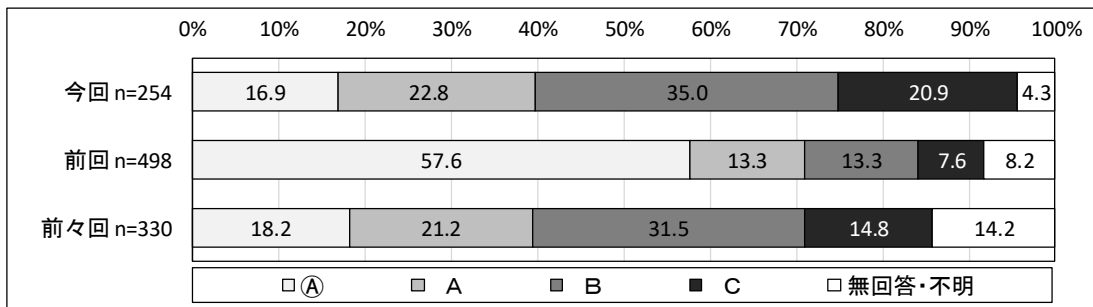 0% 10% 20% 30% 40% 50% 60% 70% 80% 90% 100%
今回 n=254 16.9 22.8 35.0 20.9 4.3
前回 n=498 57.6 13.3 13.3 7.6 8.2
前々回 n=330 18.2 21.2 31.5 14.8 14.2
Ⓐ A B C 無回答・不明